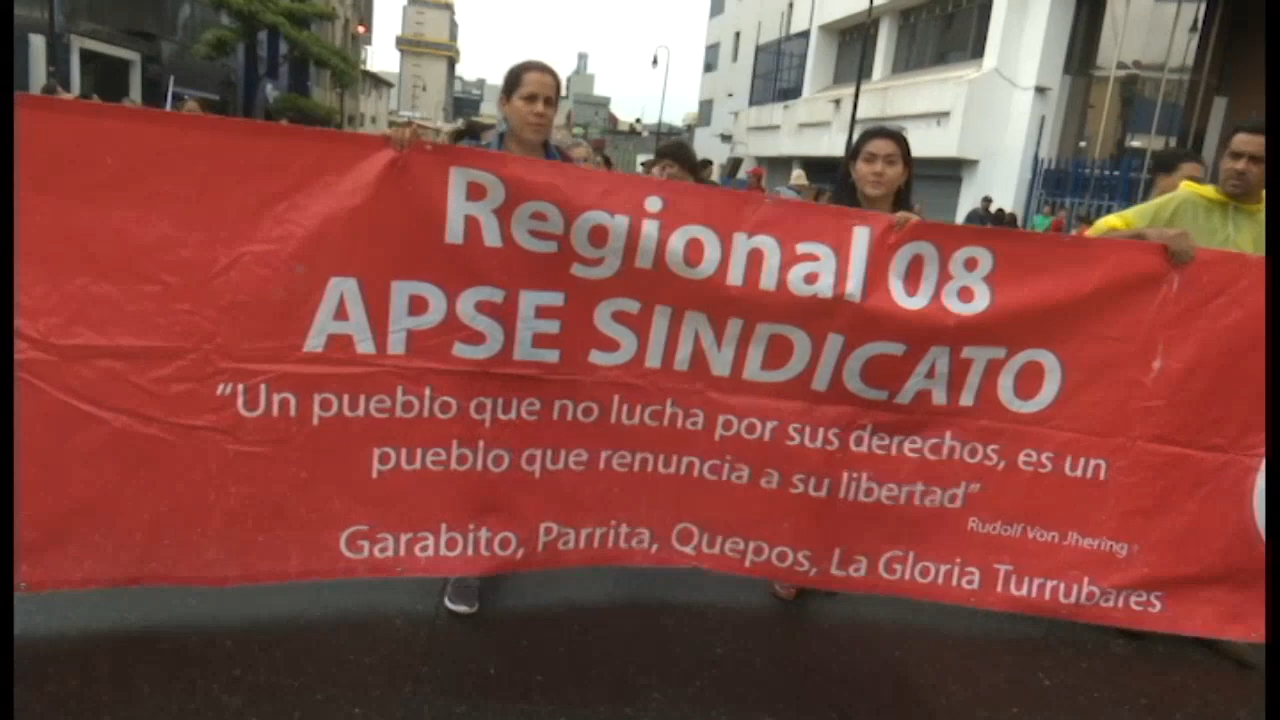 Regional 08
APSE SINDICATO
“Un pueblo que no lucha por sus derechos, es un
pueblo que renuncia a su libertad”
Rudolf Von Jhering
Garabito, Parrita, Quepos, La Gloria Turrubares